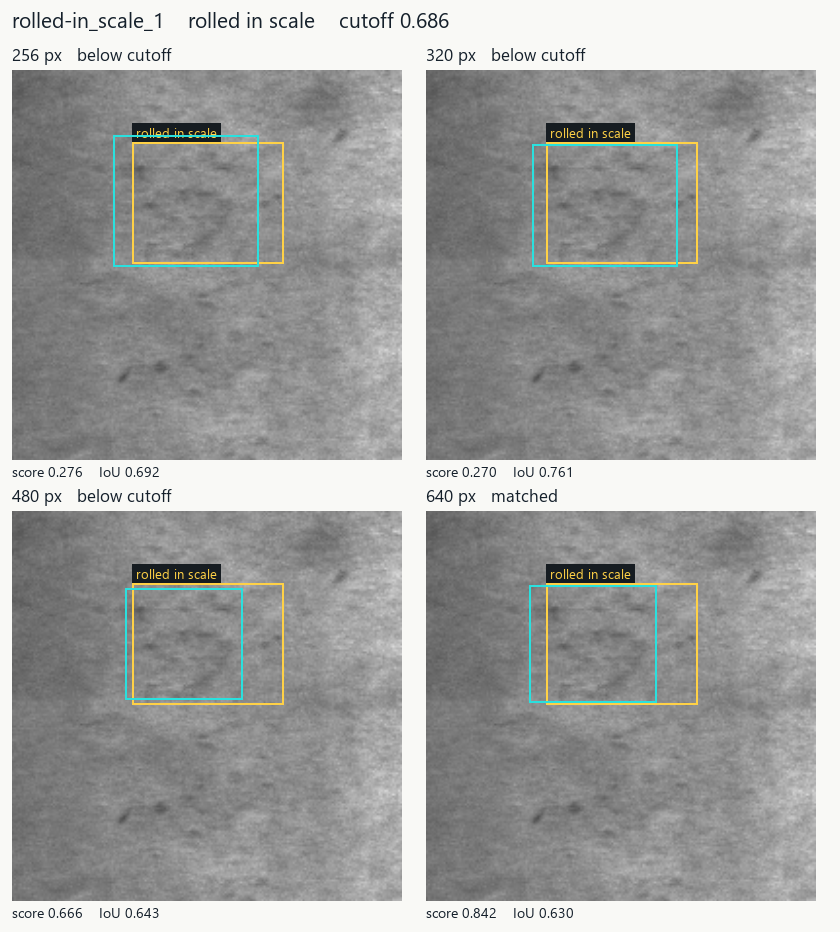 rolled-in_scale_1 rolled in scale cutoff 0.686
256 px below cutoff
320 px below cutoff
rolled in scale
rolled in scale
score 0.276 IoU 0.692
score 0.270 IoU 0.761
480 px below cutoff
640 px matched
rolled in scale
rolled in scale
score 0.666 IoU 0.643
score 0.842 IoU 0.630